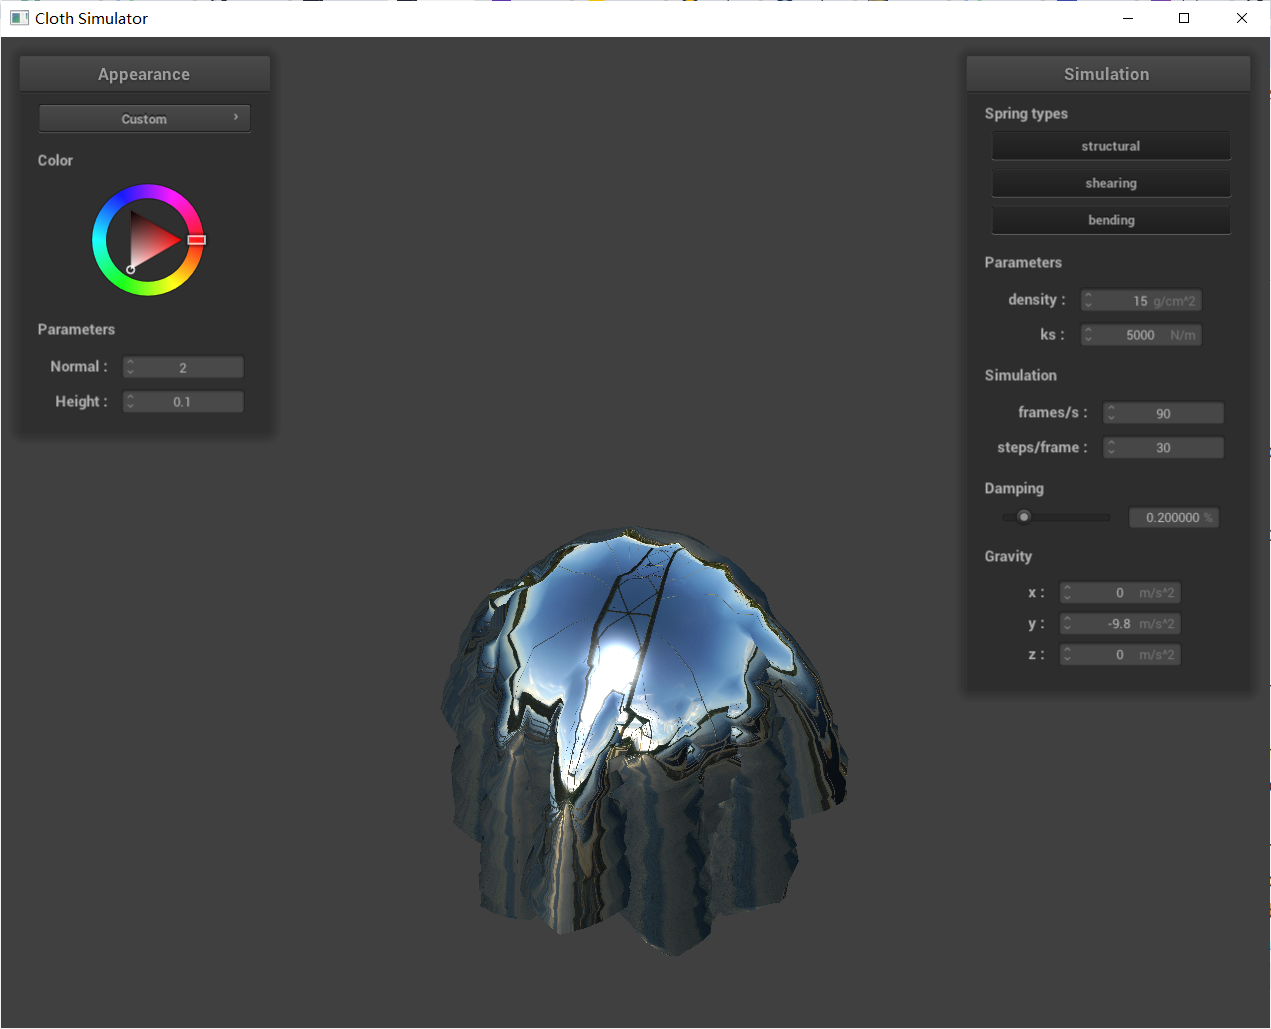 Cloth Simulator
Appearance
Custom
Color
Parameters
Normal : 2
Height : 0.1
Simulation
Spring types
structural
shearing
bending
Parameters
density : 15 g/cm^2
ks : 5000 N/m
Simulation
frames/s : 90
steps/frame : 30
Damping
0.200000 %
Gravity
x : 0 m/s^2
y : -9.8 m/s^2
z : 0 m/s^2